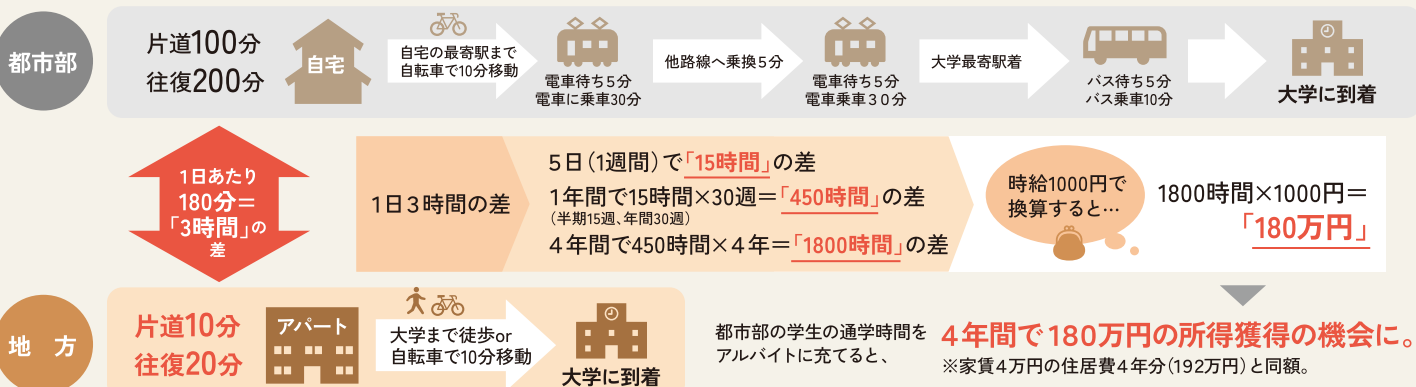 都市部
片道100分
往復200分
自宅
自宅の最寄駅まで
自転車で10分移動
電車待ち5分
電車に乗車30分
他路線へ乗換5分
電車待ち5分
電車乗車３０分
大学最寄駅着
バス待ち5分
バス乗車10分
大学に到着
1日あたり
180分＝
「3時間」の
差
1日3時間の差
5日（1週間）で「15時間」の差
1年間で15時間×30週＝「450時間」の差
（半期15週、年間30週）
４年間で450時間×４年＝「1800時間」の差
時給1000円で
換算すると…
1800時間×1000円＝
「180万円」
地　方
片道10分
往復20分
アパート
大学まで徒歩or
自転車で10分移動
大学に到着
都市部の学生の通学時間を
アルバイトに充てると、
４年間で180万円の所得獲得の機会に。
※家賃４万円の住居費４年分（192万円）と同額。